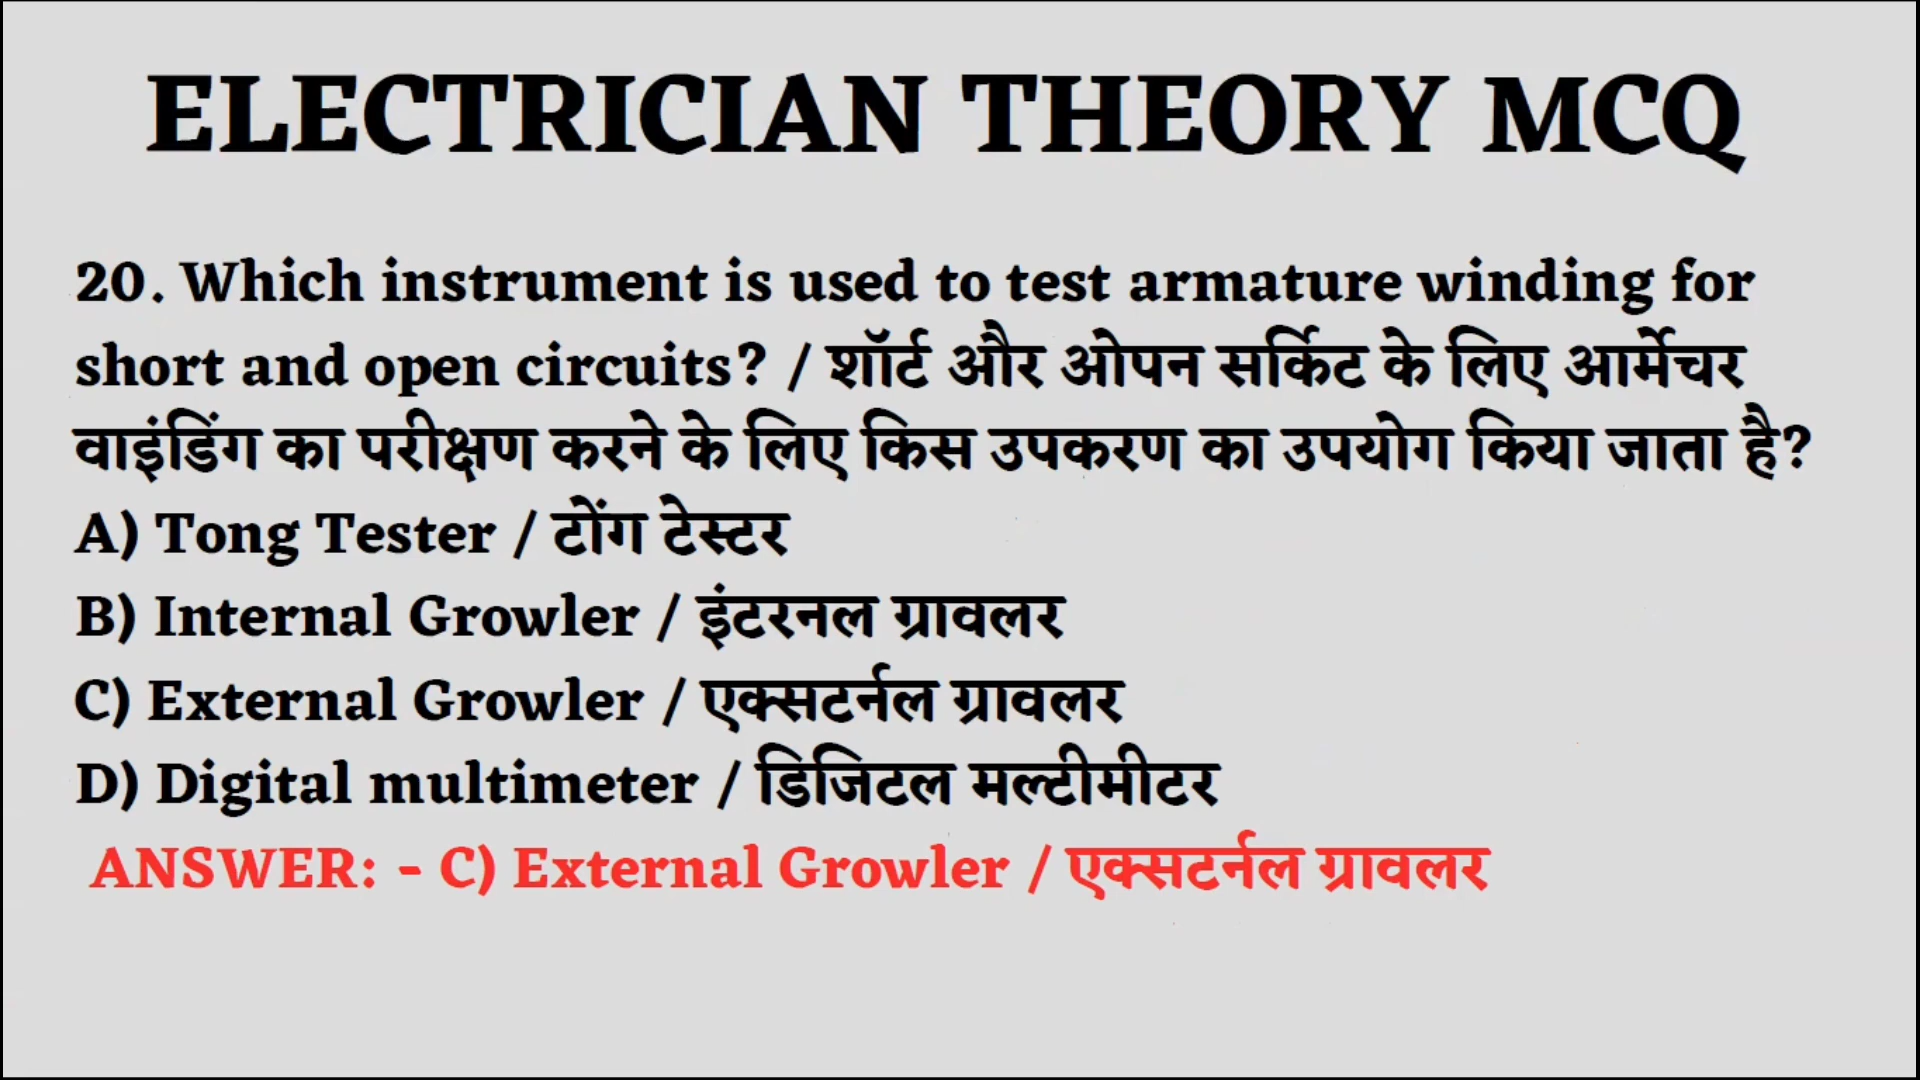 ELECTRICIAN THEORY MCQ
20. Which instrument is used to test armature winding for
short and open circuits? / शॉर्ट और ओपन सर्किट के लिए आर्मेचर
वाइंडिंग का परीक्षण करने के लिए किस उपकरण का उपयोग किया जाता है?
A) Tong Tester / टोंग टेस्टर
B) Internal Growler / इंटरनल ग्रावलर
C) External Growler / एक्सटर्नल ग्रावलर
D) Digital multimeter / डिजिटल मल्टीमीटर
ANSWER: - C) External Growler / एक्सटर्नल ग्रावलर